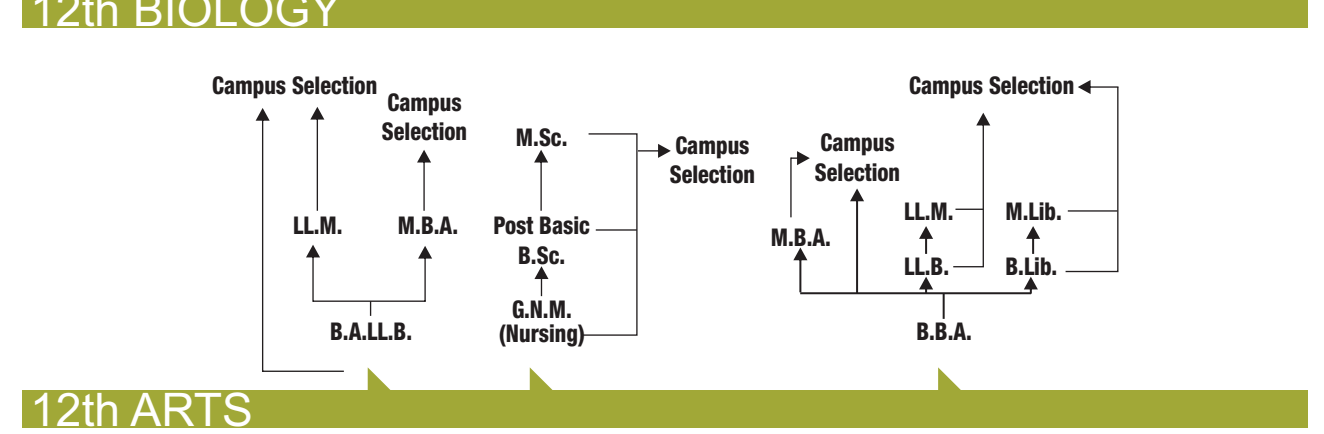 12th BIOLOGY
Campus Selection
LL.M.
Campus
Selection
M.B.A.
B.A.LL.B.
M.Sc.
Post Basic
B.Sc.
G.N.M.
(Nursing)
Campus
Selection
Campus
Selection
M.B.A.
Campus Selection
LL.M.
LL.B.
M.Lib.
B.Lib.
B.B.A.
12th ARTS